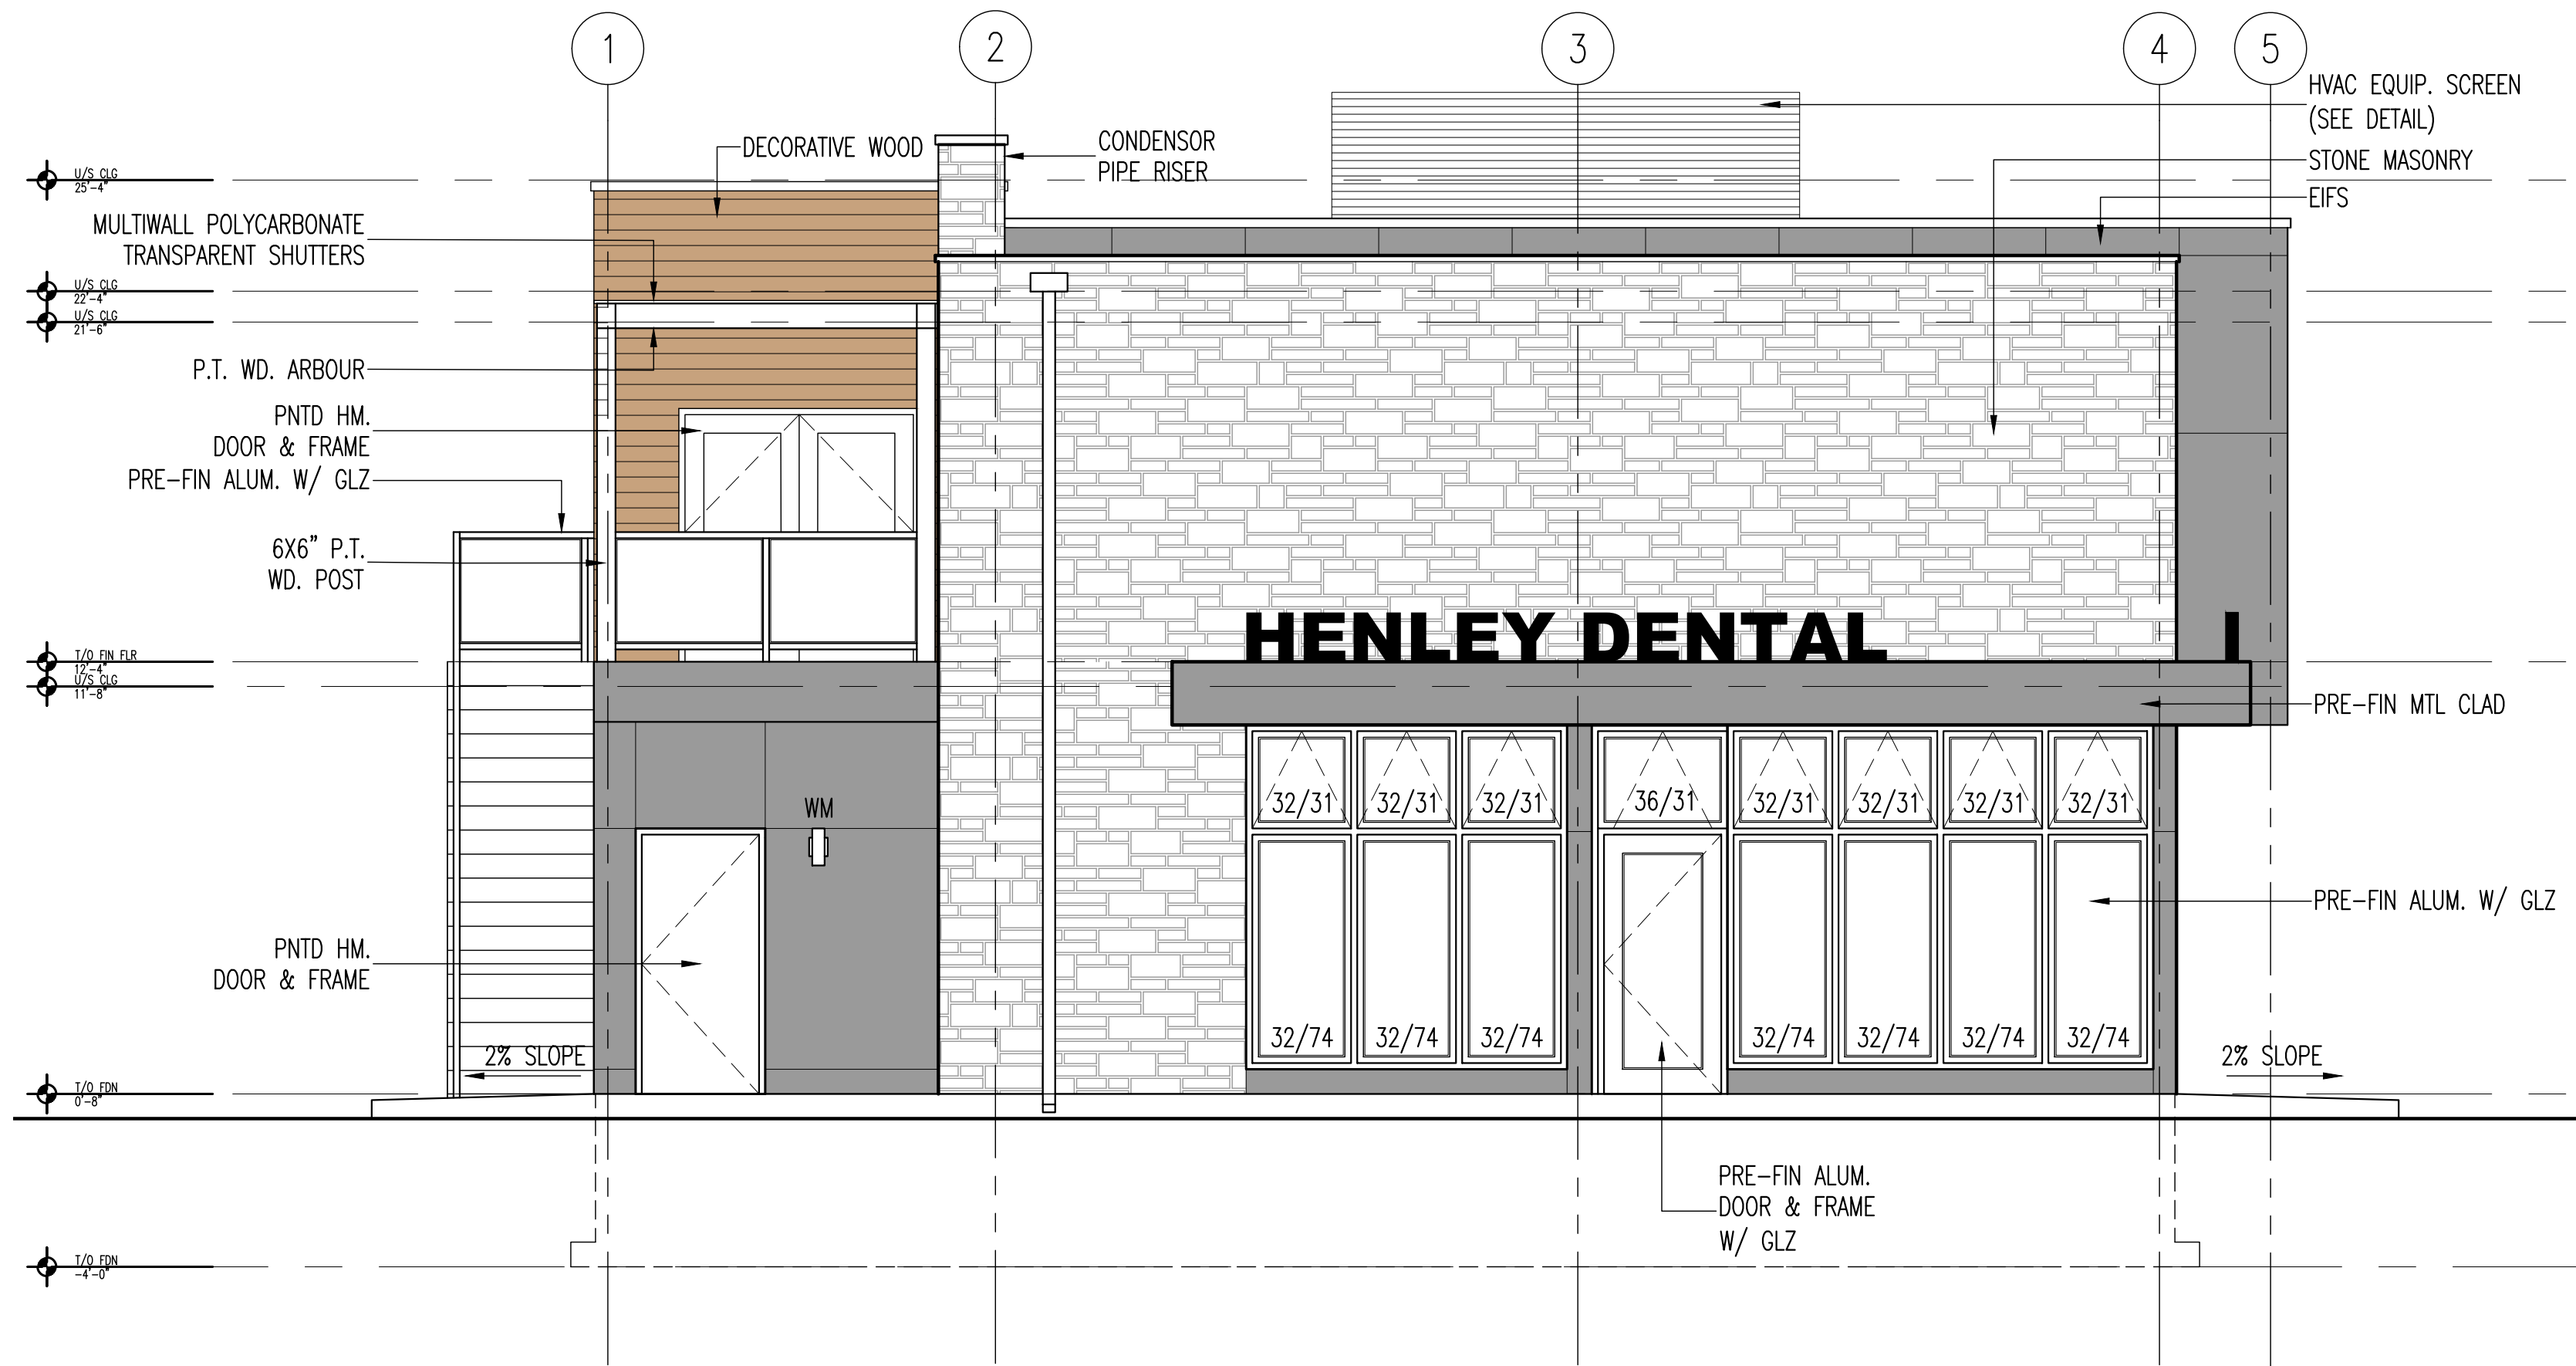 1
2
3
4
5
HVAC EQUIP. SCREEN
(SEE DETAIL)
STONE MASONRY
EIFS
DECORATIVE WOOD
CONDENSOR
PIPE RISER
U/S CLG
25'-4"
MULTIWALL POLYCARBONATE
TRANSPARENT SHUTTERS
U/S CLG
22'-4"
U/S CLG
21'-6"
P.T. WD. ARBOUR
PNTD HM.
DOOR & FRAME
PRE-FIN ALUM. W/ GLZ
6X6" P.T.
WD. POST
HENLEY DENTAL
T/O FIN FLR
12'-4"
U/S CLG
11'-8"
PRE-FIN MTL CLAD
WM
32/31 32/31 32/31 36/31 32/31 32/31 32/31 32/31
PRE-FIN ALUM. W/ GLZ
PNTD HM.
DOOR & FRAME
32/74 32/74 32/74 32/74 32/74 32/74 32/74
2% SLOPE
2% SLOPE
T/O FDN
0'-8"
PRE-FIN ALUM.
DOOR & FRAME
W/ GLZ
T/O FDN
-4'-0"